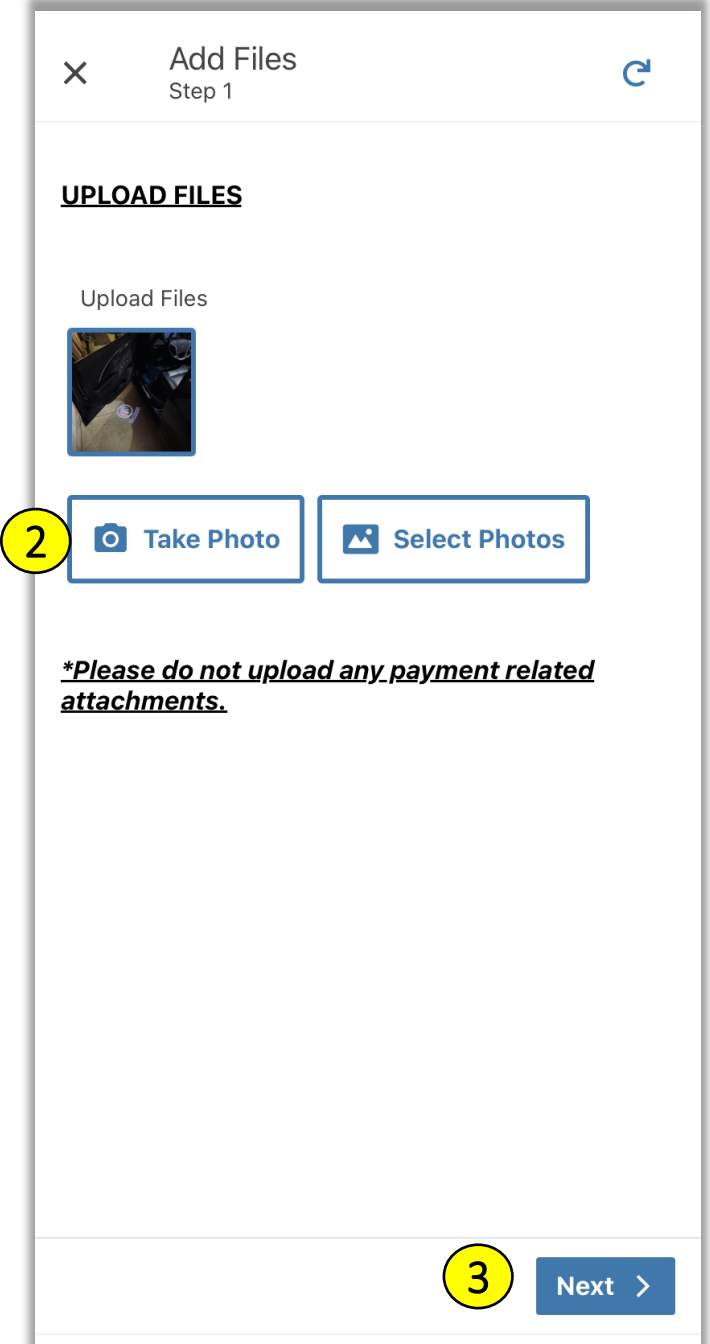 Add Files
Step 1
UPLOAD FILES
Upload Files
2
Take Photo
Select Photos
*Please do not upload any payment related
attachments.
3
Next